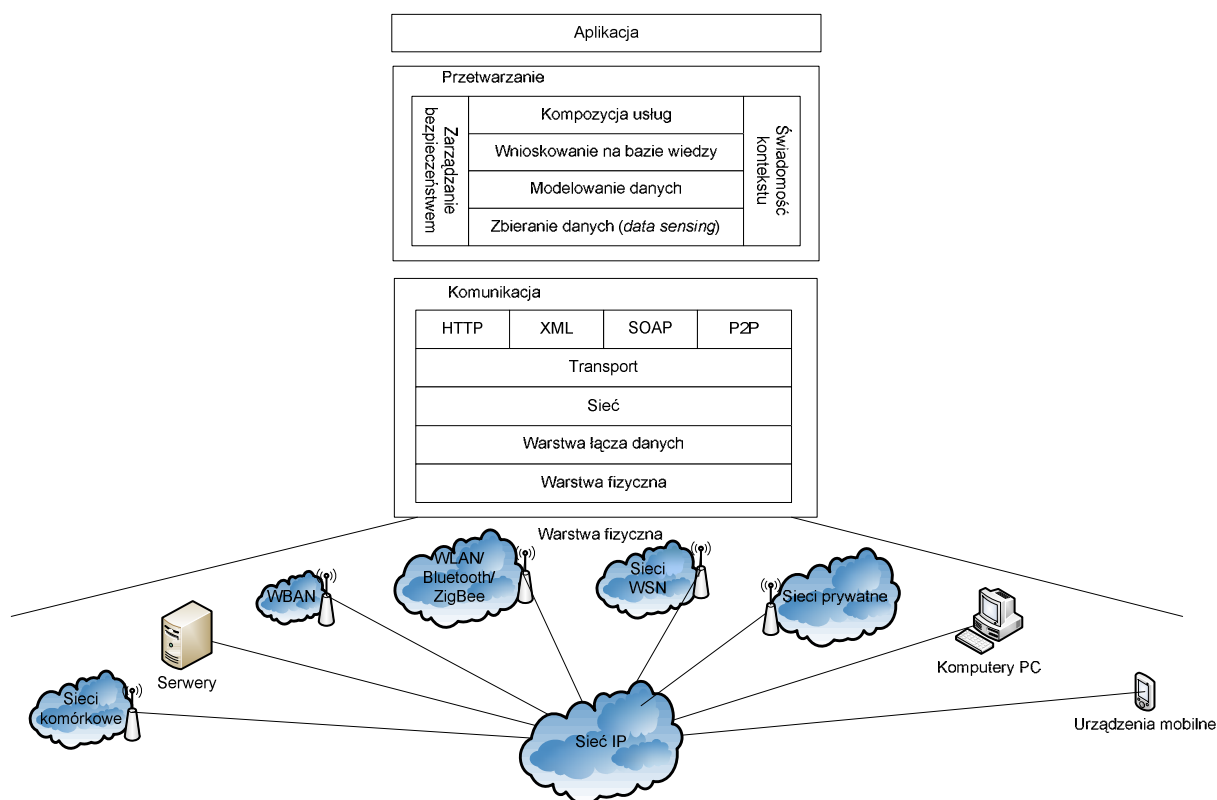 Aplikacja
Przetwarzanie
Zarządzanie
bezpieczeństwem
Kompozycja usług
Wnioskowanie na bazie wiedzy
Modelowanie danych
Zbieranie danych (data sensing)
Świadomość
kontekstu
Komunikacja
HTTP
XML
SOAP
P2P
Transport
Sieć
Warstwa łącza danych
Warstwa fizyczna
Warstwa fizyczna
WLAN/
Bluetooth/
ZigBee
Sieci
WSN
WBAN
Sieci prywatne
Serwery
Komputery PC
Sieci
komórkowe
Sieć IP
Urządzenia mobilne